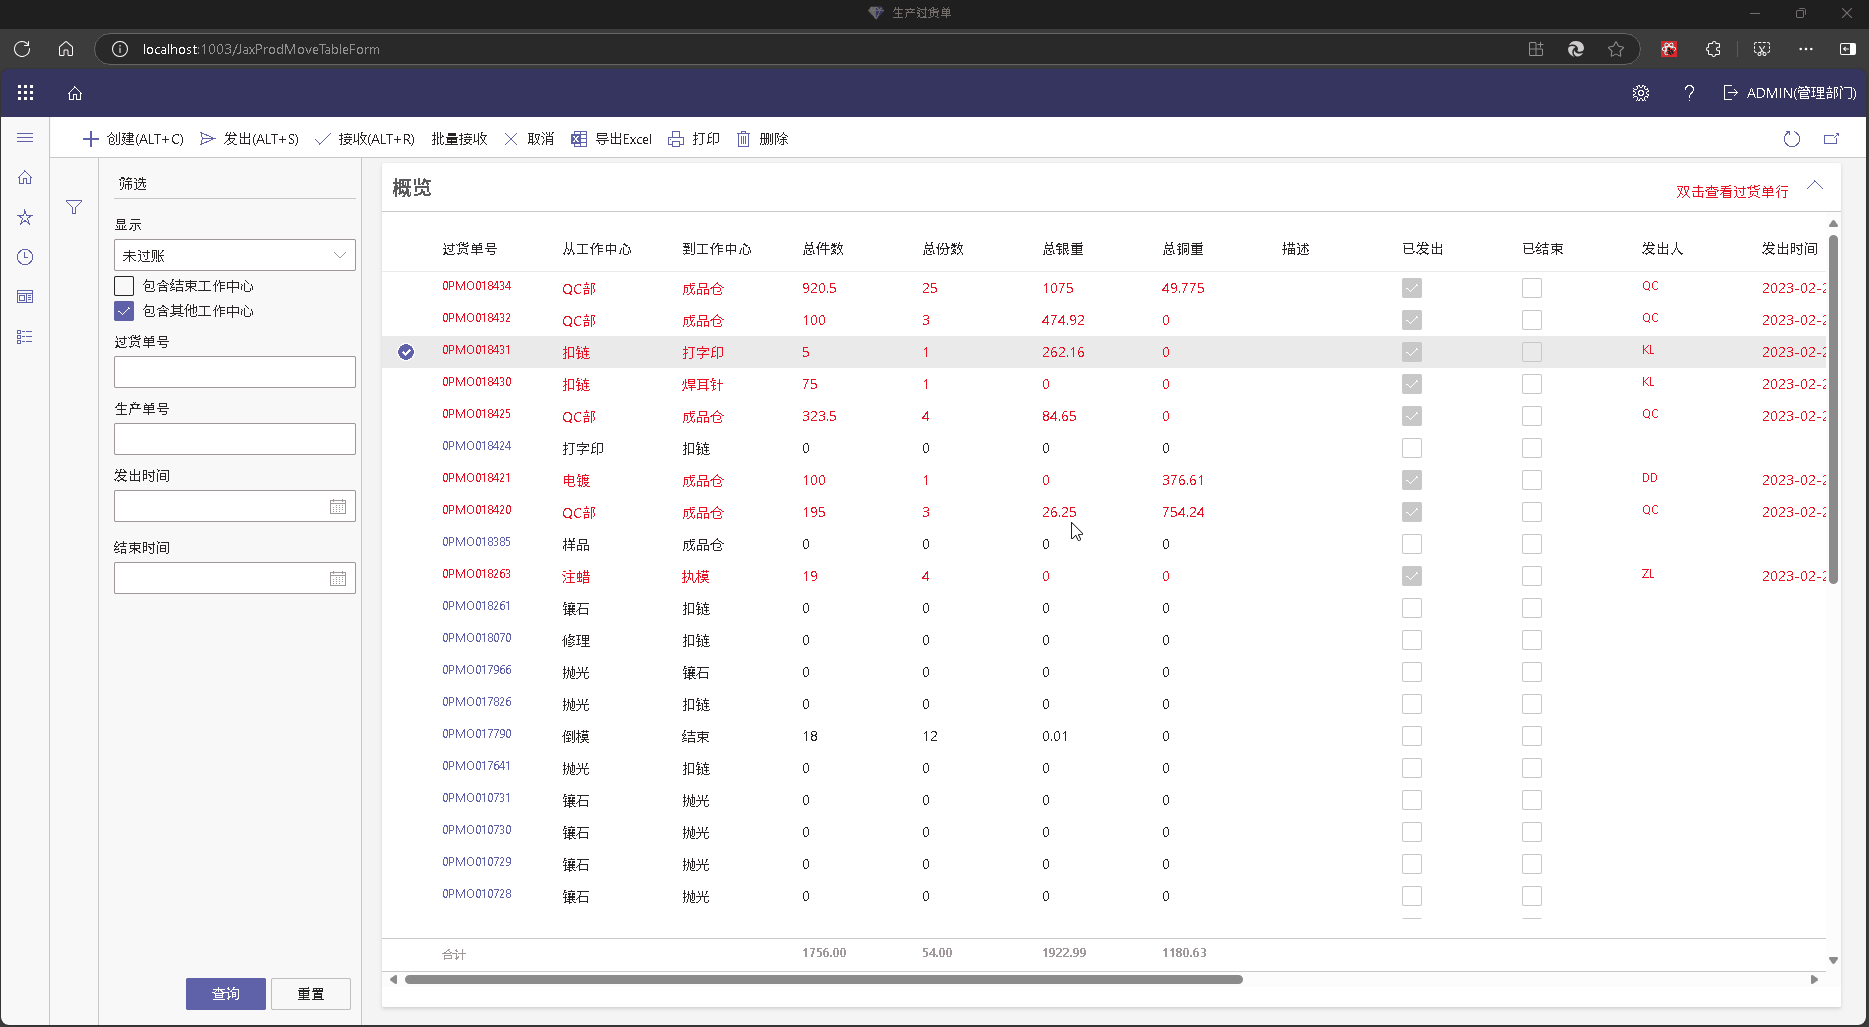 生产过货单
localhost:1003/JaxProdMoveTableForm
ADMIN(管理部门)
创建(ALT+C) 发出(ALT+S) 接收(ALT+R) 批量接收 取消 导出Excel 打印 删除
筛选
显示
未过账
包含结束工作中心
包含其他工作中心
过货单号
生产单号
发出时间
结束时间
查询 重置
概览
双击查看过货单行
过货单号 从工作中心 到工作中心 总件数 总份数 总银重 总铜重 描述 已发出 已结束 发出人 发出时间
0PMO018434 QC部 成品仓 920.5 25 1075 49.775 QC 2023-02-2
0PMO018432 QC部 成品仓 100 3 474.92 0 QC 2023-02-2
0PMO018431 扣链 打字印 5 1 262.16 0 KL 2023-02-2
0PMO018430 扣链 焊耳针 75 1 0 0 KL 2023-02-2
0PMO018425 QC部 成品仓 323.5 4 84.65 0 QC 2023-02-2
0PMO018424 打字印 扣链 0 0 0 0
0PMO018421 电镀 成品仓 100 1 0 376.61 DD 2023-02-2
0PMO018420 QC部 成品仓 195 3 26.25 754.24 QC 2023-02-2
0PMO018385 样品 成品仓 0 0 0 0
0PMO018263 注蜡 执模 19 4 0 0 ZL 2023-02-2
0PMO018261 镶石 扣链 0 0 0 0
0PMO018070 修理 扣链 0 0 0 0
0PMO017966 抛光 镶石 0 0 0 0
0PMO017826 抛光 扣链 0 0 0 0
0PMO017790 倒模 结束 18 12 0.01 0
0PMO017641 抛光 扣链 0 0 0 0
0PMO010731 镶石 抛光 0 0 0 0
0PMO010730 镶石 抛光 0 0 0 0
0PMO010729 镶石 抛光 0 0 0 0
0PMO010728 镶石 抛光 0 0 0 0
合计 1756.00 54.00 1922.99 1180.63